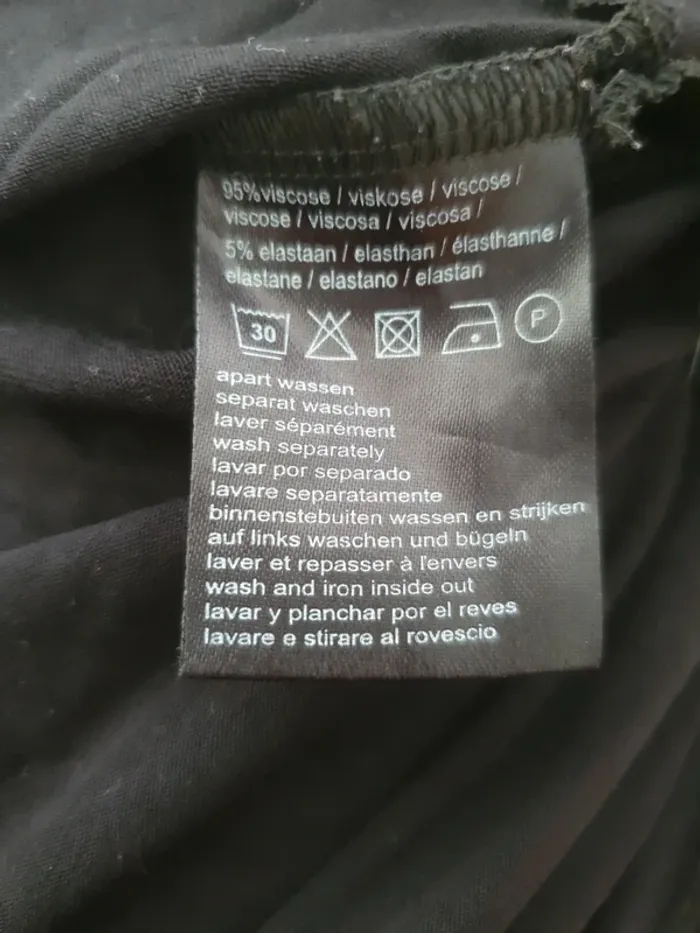 95%viscose / viskose / viscose /
viscose / viscosa / viscosa /
5% elastaan / elasthan / élasthanne /
elastane / elastano / elastan
30 P
apart wassen
separat waschen
laver séparément
wash separately
lavar por separado
lavare separatamente
binnenstebuiten wassen en strijken
auf links waschen und bügeln
laver et repasser à l'envers
wash and iron inside out
lavar y planchar por el reves
lavare e stirare al rovescio